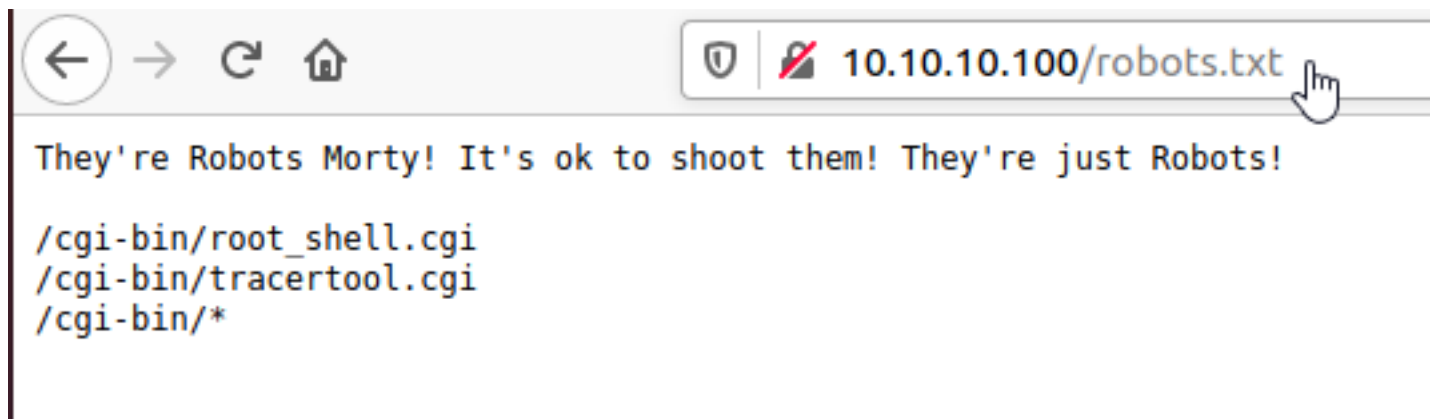 10.10.10.100/robots.txt
They're Robots Morty! It's ok to shoot them! They're just Robots!
/cgi-bin/root_shell.cgi
/cgi-bin/tracertool.cgi
/cgi-bin/*